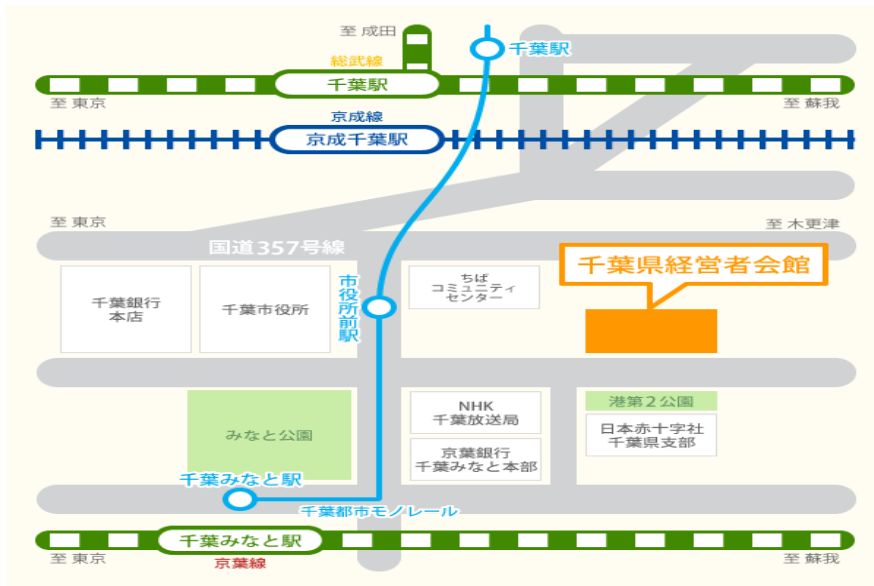 至 成田
千葉駅
総武線
千葉駅
至 東京
至 蘇我
京成線
京成千葉駅
至 東京
至 木更津
国道357号線
千葉県経営者会館
千葉銀行
本店
千葉市役所
市役所前駅
ちば
コミュニティ
センター
みなと公園
NHK
千葉放送局
港第2公園
日本赤十字社
千葉県支部
京葉銀行
千葉みなと本部
千葉みなと駅
千葉都市モノレール
千葉みなと駅
至 東京
京葉線
至 蘇我